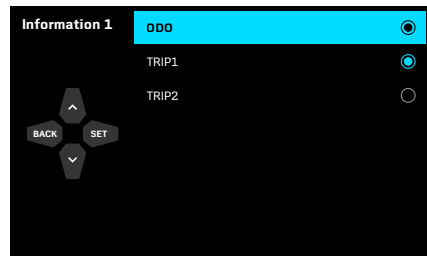 Information 1
ODO
TRIP1
TRIP2
BACK
SET